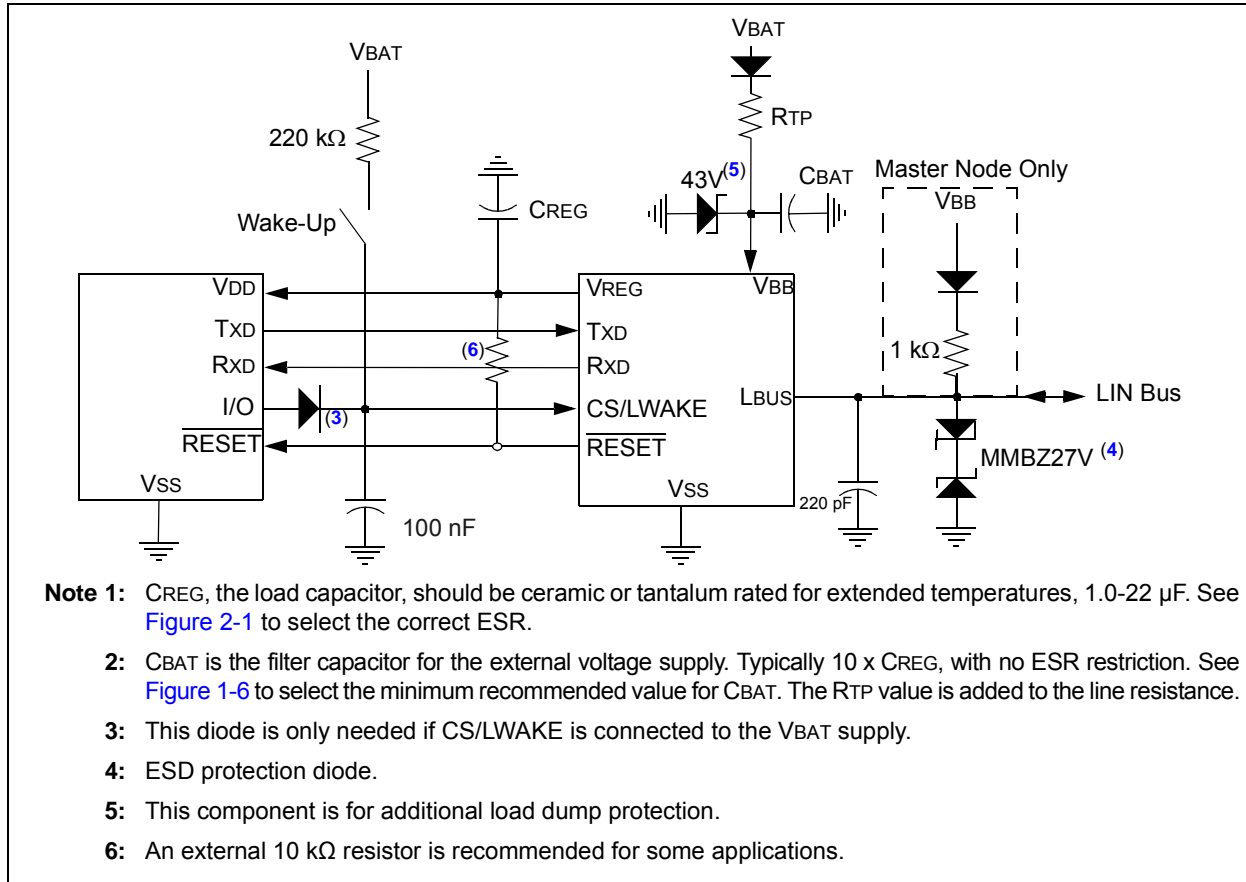 VBAT
VBAT
220 kΩ
RTP
43V(5)
CBAT
Master Node Only
VBB
CREG
Wake-Up
VDD
VREG
VBB
TXD
TXD
(6)
1 kΩ
RXD
RXD
LBUS
LIN Bus
I/O
(3)
CS/LWAKE
RESET
RESET
MMBZ27V (4)
VSS
VSS
220 pF
100 nF
Note 1: CREG, the load capacitor, should be ceramic or tantalum rated for extended temperatures, 1.0-22 µF. See
Figure 2-1 to select the correct ESR.
2: CBAT is the filter capacitor for the external voltage supply. Typically 10 x CREG, with no ESR restriction. See
Figure 1-6 to select the minimum recommended value for CBAT. The RTP value is added to the line resistance.
3: This diode is only needed if CS/LWAKE is connected to the VBAT supply.
4: ESD protection diode.
5: This component is for additional load dump protection.
6: An external 10 kΩ resistor is recommended for some applications.